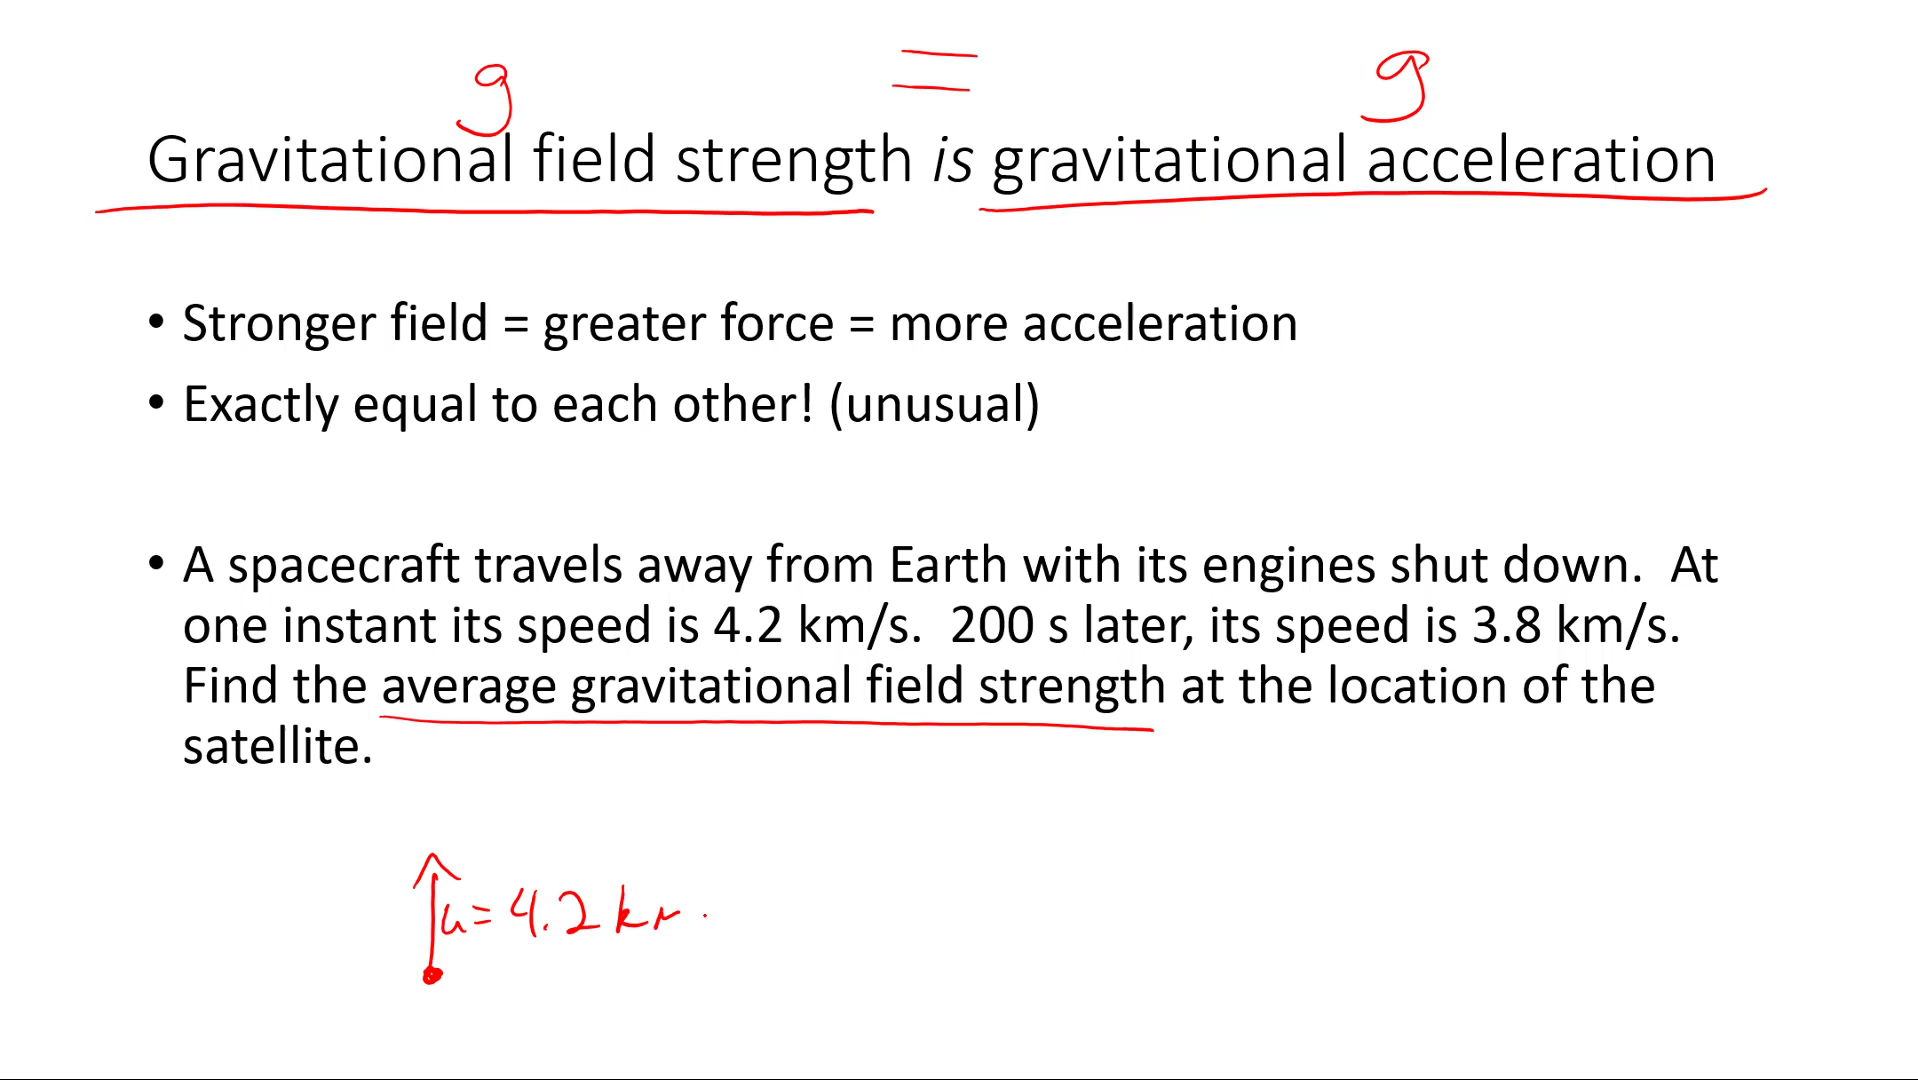 g = g
Gravitational field strength is gravitational acceleration
• Stronger field = greater force = more acceleration
• Exactly equal to each other! (unusual)
• A spacecraft travels away from Earth with its engines shut down. At
one instant its speed is 4.2 km/s. 200 s later, its speed is 3.8 km/s.
Find the average gravitational field strength at the location of the
satellite.
u = 4.2 km